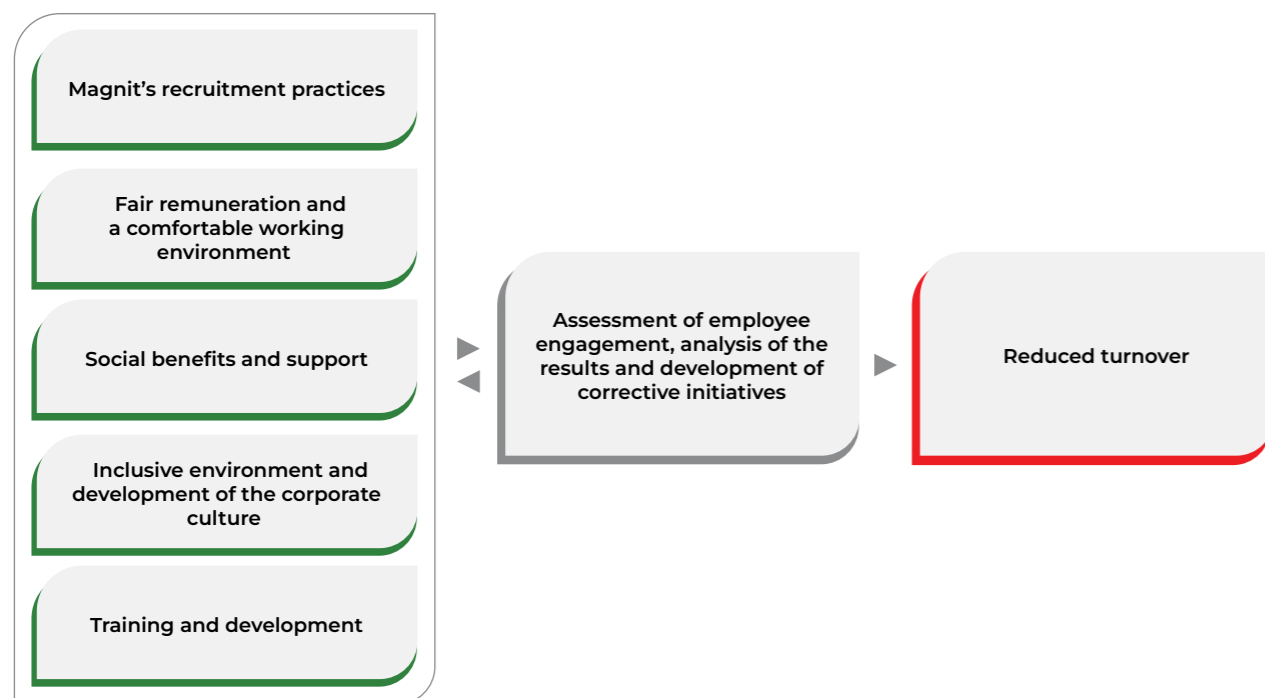 Magnit’s recruitment practices
Fair remuneration and
a comfortable working
environment
Social benefits and support
Inclusive environment and
development of the corporate
culture
Training and development
Assessment of employee
engagement, analysis of the
results and development of
corrective initiatives
Reduced turnover